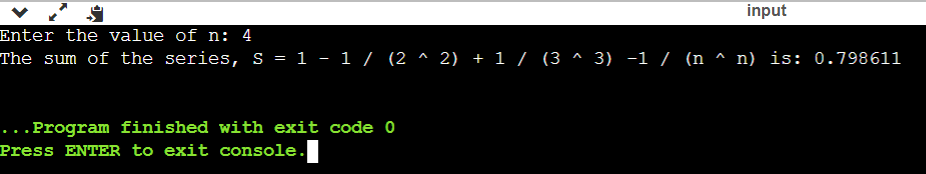 input
Enter the value of n: 4
The sum of the series, S = 1 - 1 / (2 ^ 2) + 1 / (3 ^ 3) -1 / (n ^ n) is: 0.798611
...Program finished with exit code 0
Press ENTER to exit console.